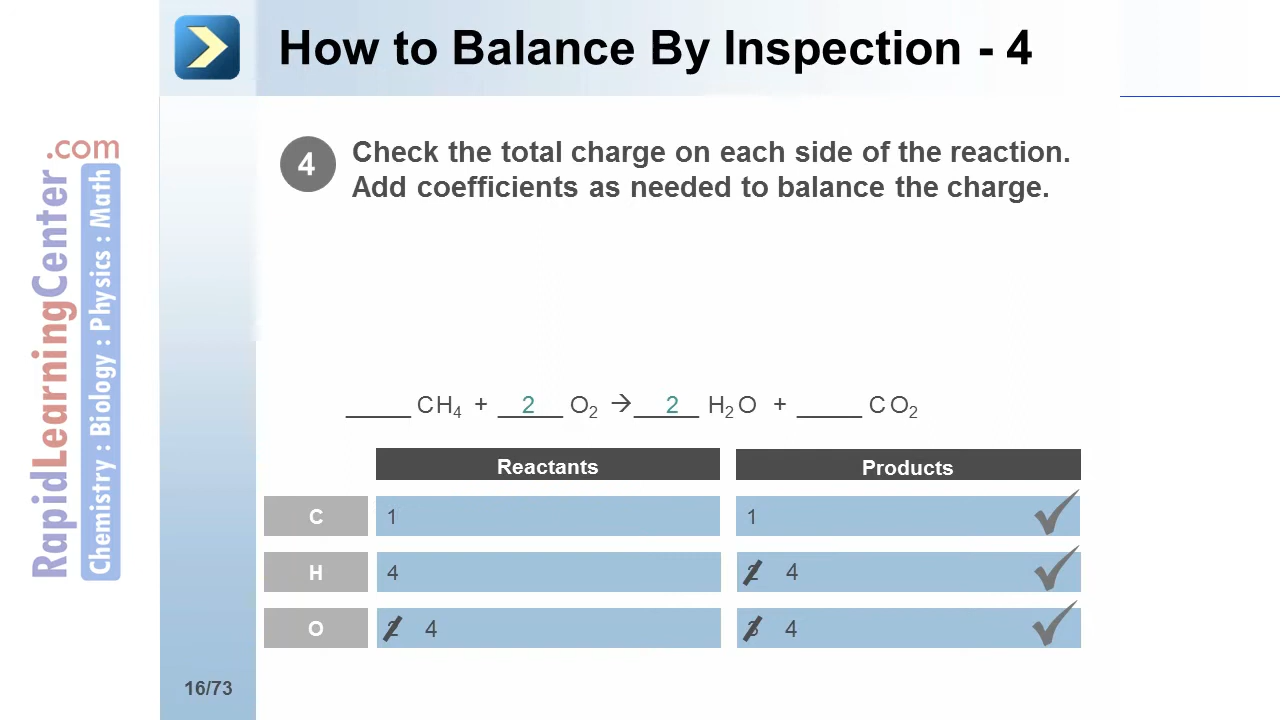 How to Balance By Inspection - 4
.com
RapidLearningCenter
Chemistry : Biology : Physics : Math
4
Check the total charge on each side of the reaction.
Add coefficients as needed to balance the charge.
_____ CH₄ + __2__ O₂ →__2__ H₂O + _____ CO₂
Reactants Products
C 1 1
H 4 2 4
O 2 4 3 4
16/73